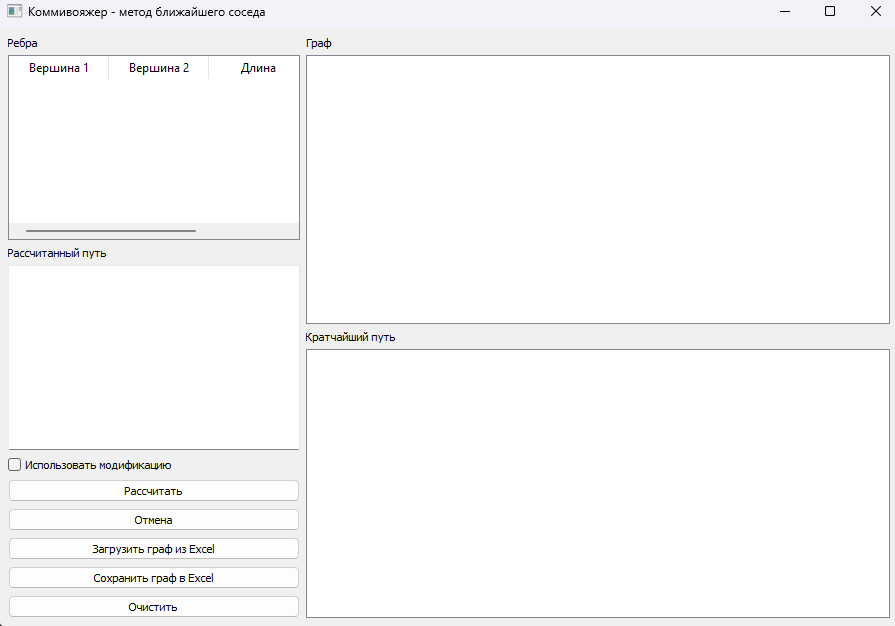 Коммивояжер - метод ближайшего соседа
Ребра
Вершина 1 Вершина 2 Длина
Рассчитанный путь
Использовать модификацию
Рассчитать
Отмена
Загрузить граф из Excel
Сохранить граф в Excel
Очистить
Граф
Кратчайший путь